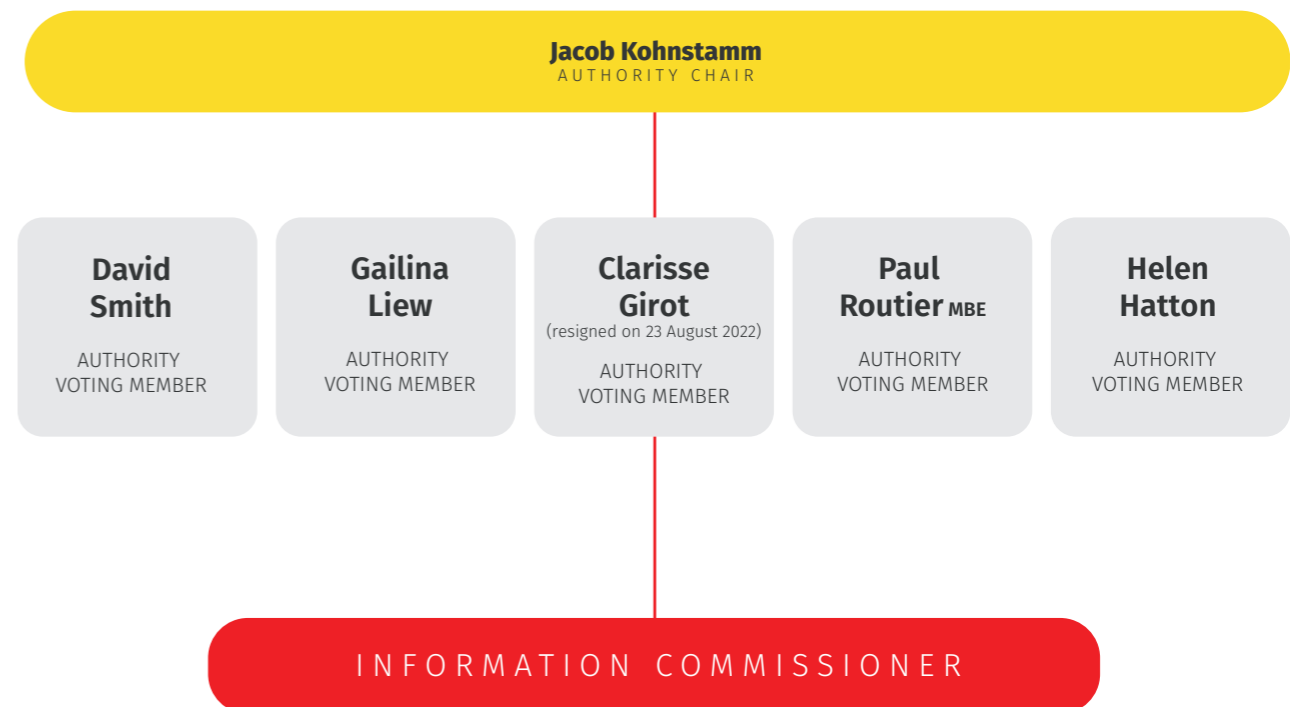 Jacob Kohnstamm
AUTHORITY CHAIR
David
Smith
AUTHORITY
VOTING MEMBER
Gailina
Liew
AUTHORITY
VOTING MEMBER
Clarisse
Girot
(resigned on 23 August 2022)
AUTHORITY
VOTING MEMBER
Paul
Routier MBE
AUTHORITY
VOTING MEMBER
Helen
Hatton
AUTHORITY
VOTING MEMBER
INFORMATION COMMISSIONER